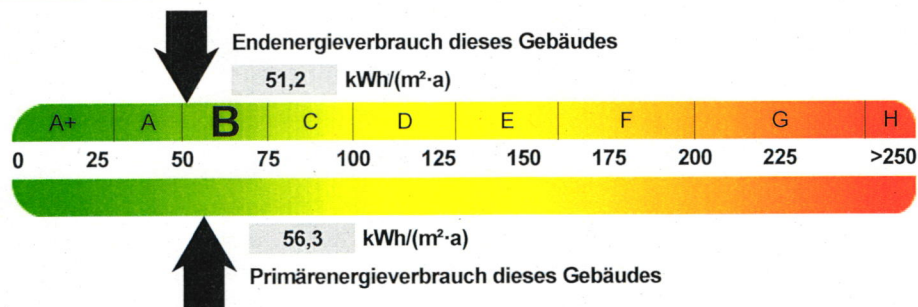 Endenergieverbrauch dieses Gebäudes
51,2 kWh/(m²·a)
A+ A B C D E F G H
0 25 50 75 100 125 150 175 200 225 >250
56,3 kWh/(m²·a)
Primärenergieverbrauch dieses Gebäudes